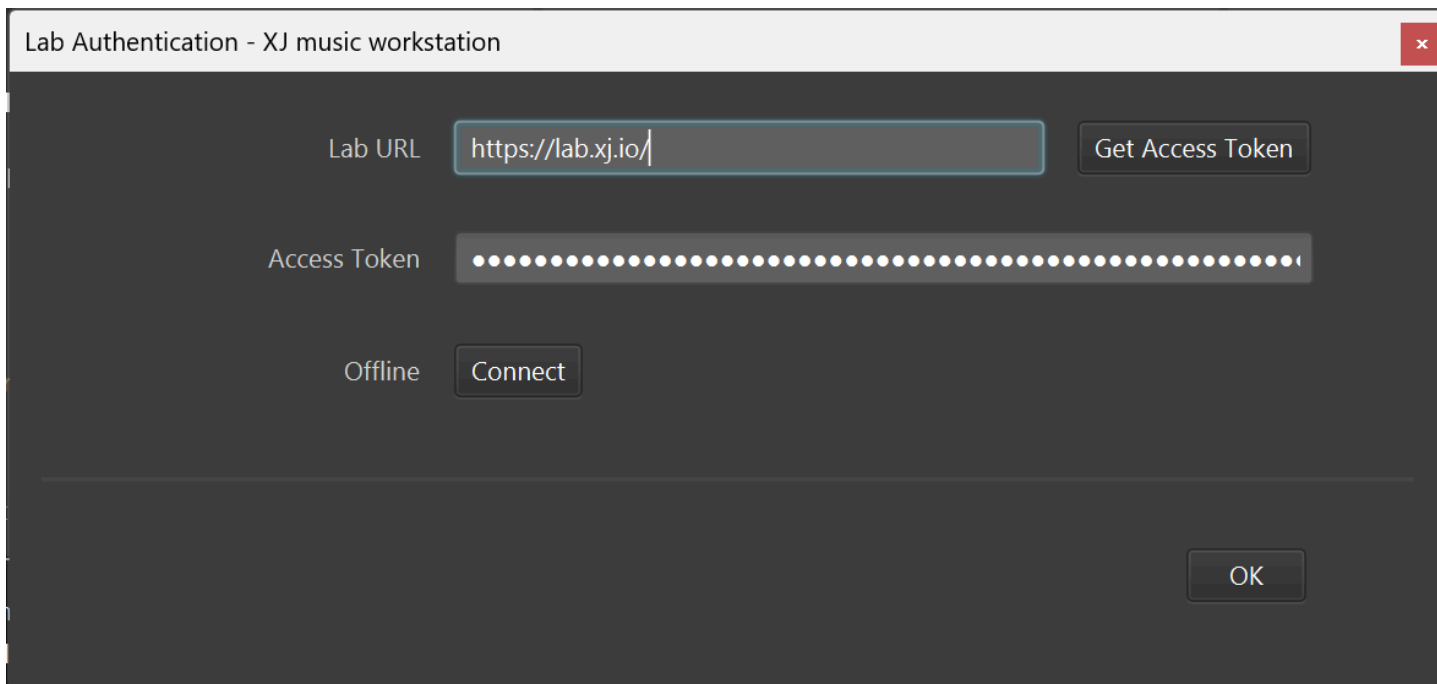 Lab Authentication - XJ music workstation
Lab URL https://lab.xj.io/ Get Access Token
Access Token ●●●●●●●●●●●●●●●●●●●●●●●●●●●●●●●●●●●●●●●●●●●●●●●●●●●●●●
Offline Connect
OK